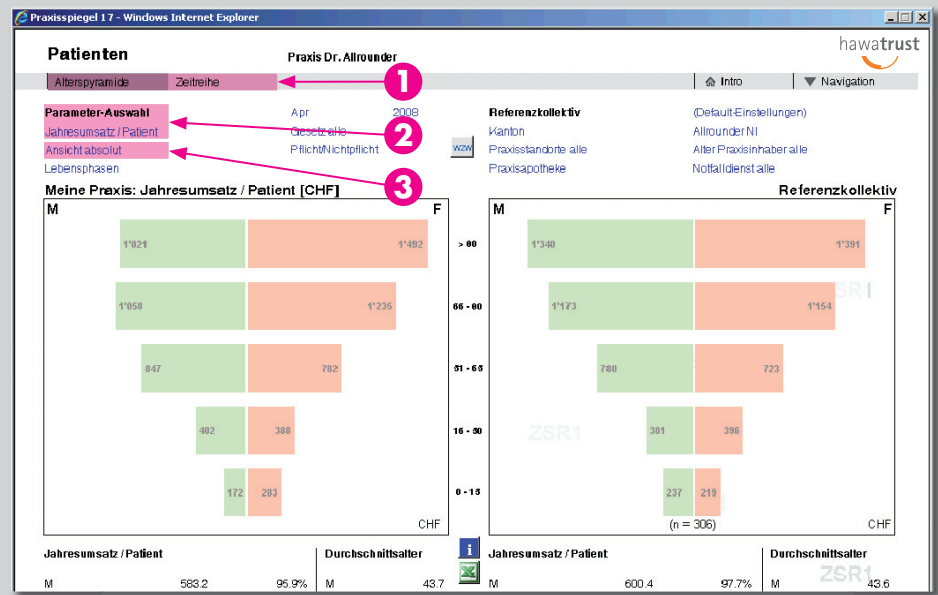 Praxisspiegel 17 - Windows Internet Explorer
hawatrust
Patienten Praxis Dr. Allrounder
Alterspyramide Zeitreihe Intro Navigation
1
Parameter-Auswahl Apr 2008 Referenzkollektiv (Default-Einstellungen)
Jahresumsatz / Patient Gesetz alle Kanton Allrounder NI
2
Ansicht absolut Pflicht/Nichtpflicht WZW Praxisstandorte alle Alter Praxisinhaber alle
Lebensphasen Praxisapotheke Notfalldienst alle
3
Meine Praxis: Jahresumsatz / Patient [CHF] Referenzkollektiv
M F M F
1'021 1'492 > 80 1'340 1'391
ZSR1
1'058 1'235 66 - 80 1'173 1'154
847 782 51 - 65 780 723
402 388 16 - 50 ZSR1 381 396
172 203 0 - 15 237 219
CHF (n = 306) CHF
Jahresumsatz / Patient Durchschnittsalter i Jahresumsatz / Patient Durchschnittsalter
ZSR1
M 583.2 95.9% M 43.7 M 600.4 97.7% M 43.6